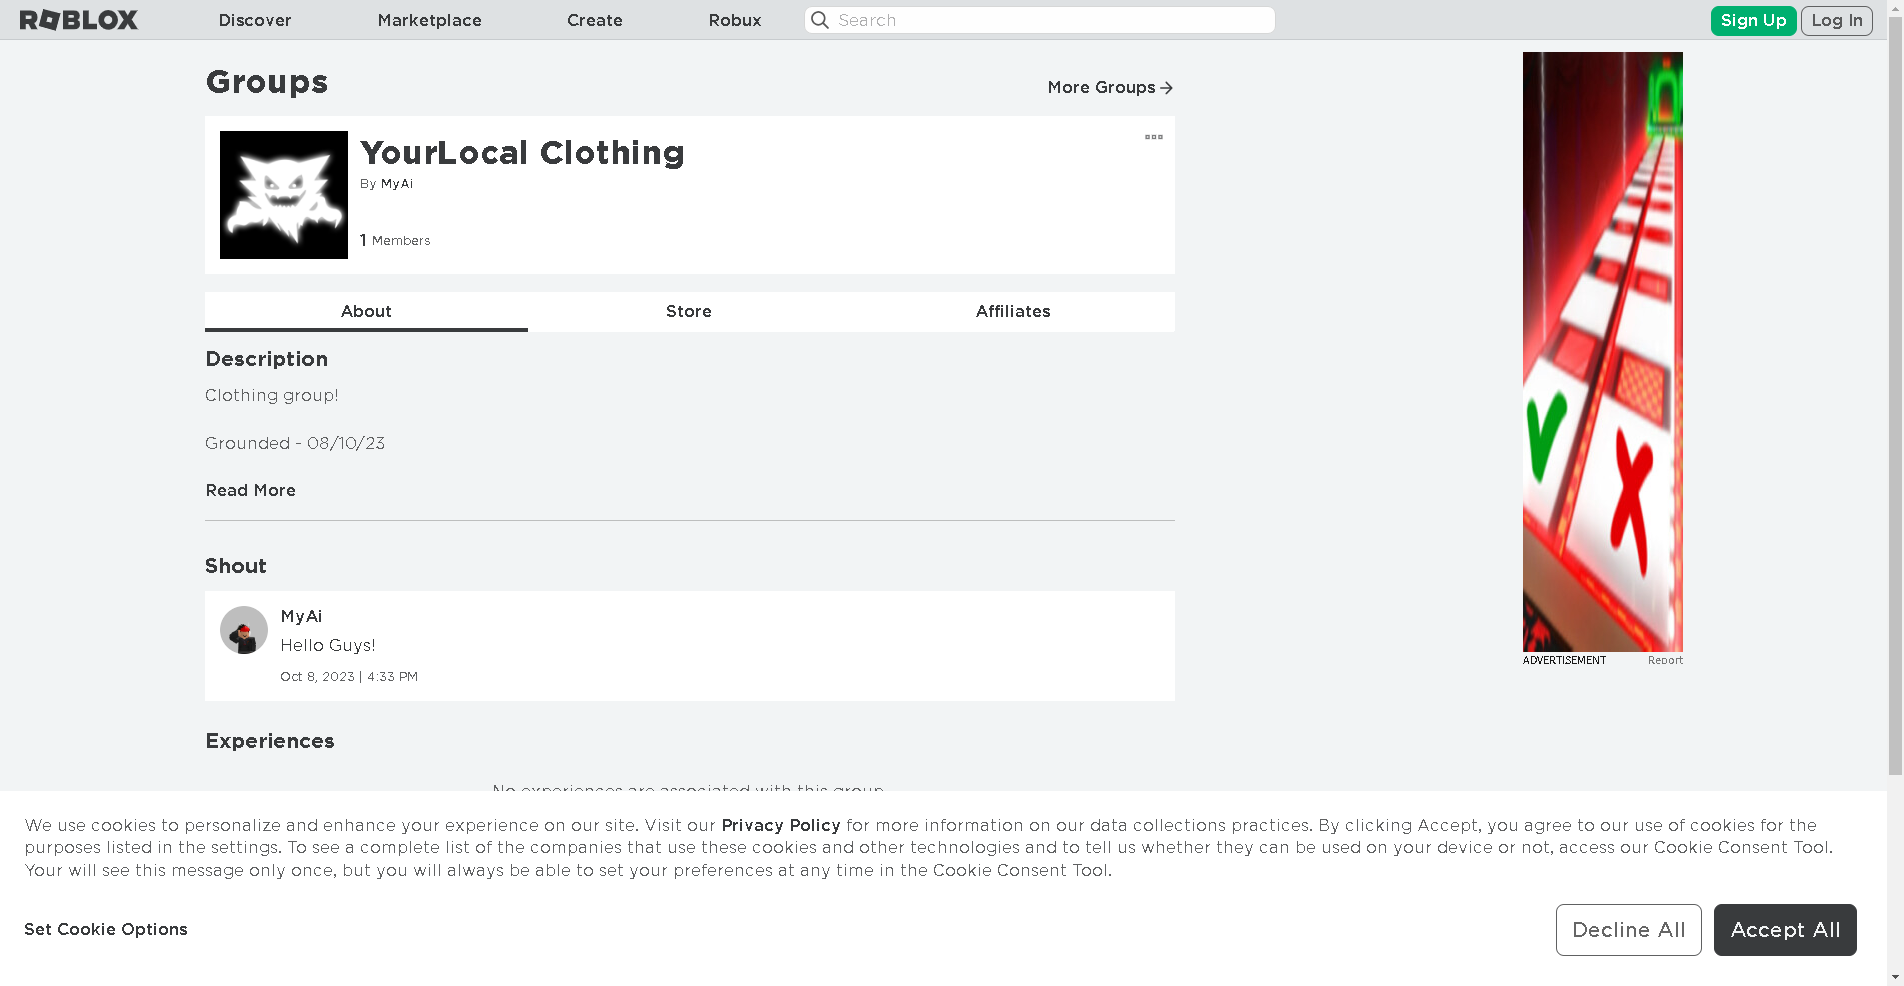 ROBLOX Discover Marketplace Create Robux Search Sign Up Log In
Groups
More Groups
YourLocal Clothing
By MyAi
1 Members
About Store Affiliates
Description
Clothing group!
Grounded - 08/10/23
Read More
Shout
MyAi
Hello Guys!
Oct 8, 2023 | 4:33 PM
ADVERTISEMENT Report
Experiences
No experiences are associated with this group
We use cookies to personalize and enhance your experience on our site. Visit our Privacy Policy for more information on our data collections practices. By clicking Accept, you agree to our use of cookies for the
purposes listed in the settings. To see a complete list of the companies that use these cookies and other technologies and to tell us whether they can be used on your device or not, access our Cookie Consent Tool.
Your will see this message only once, but you will always be able to set your preferences at any time in the Cookie Consent Tool.
Set Cookie Options
Decline All Accept All